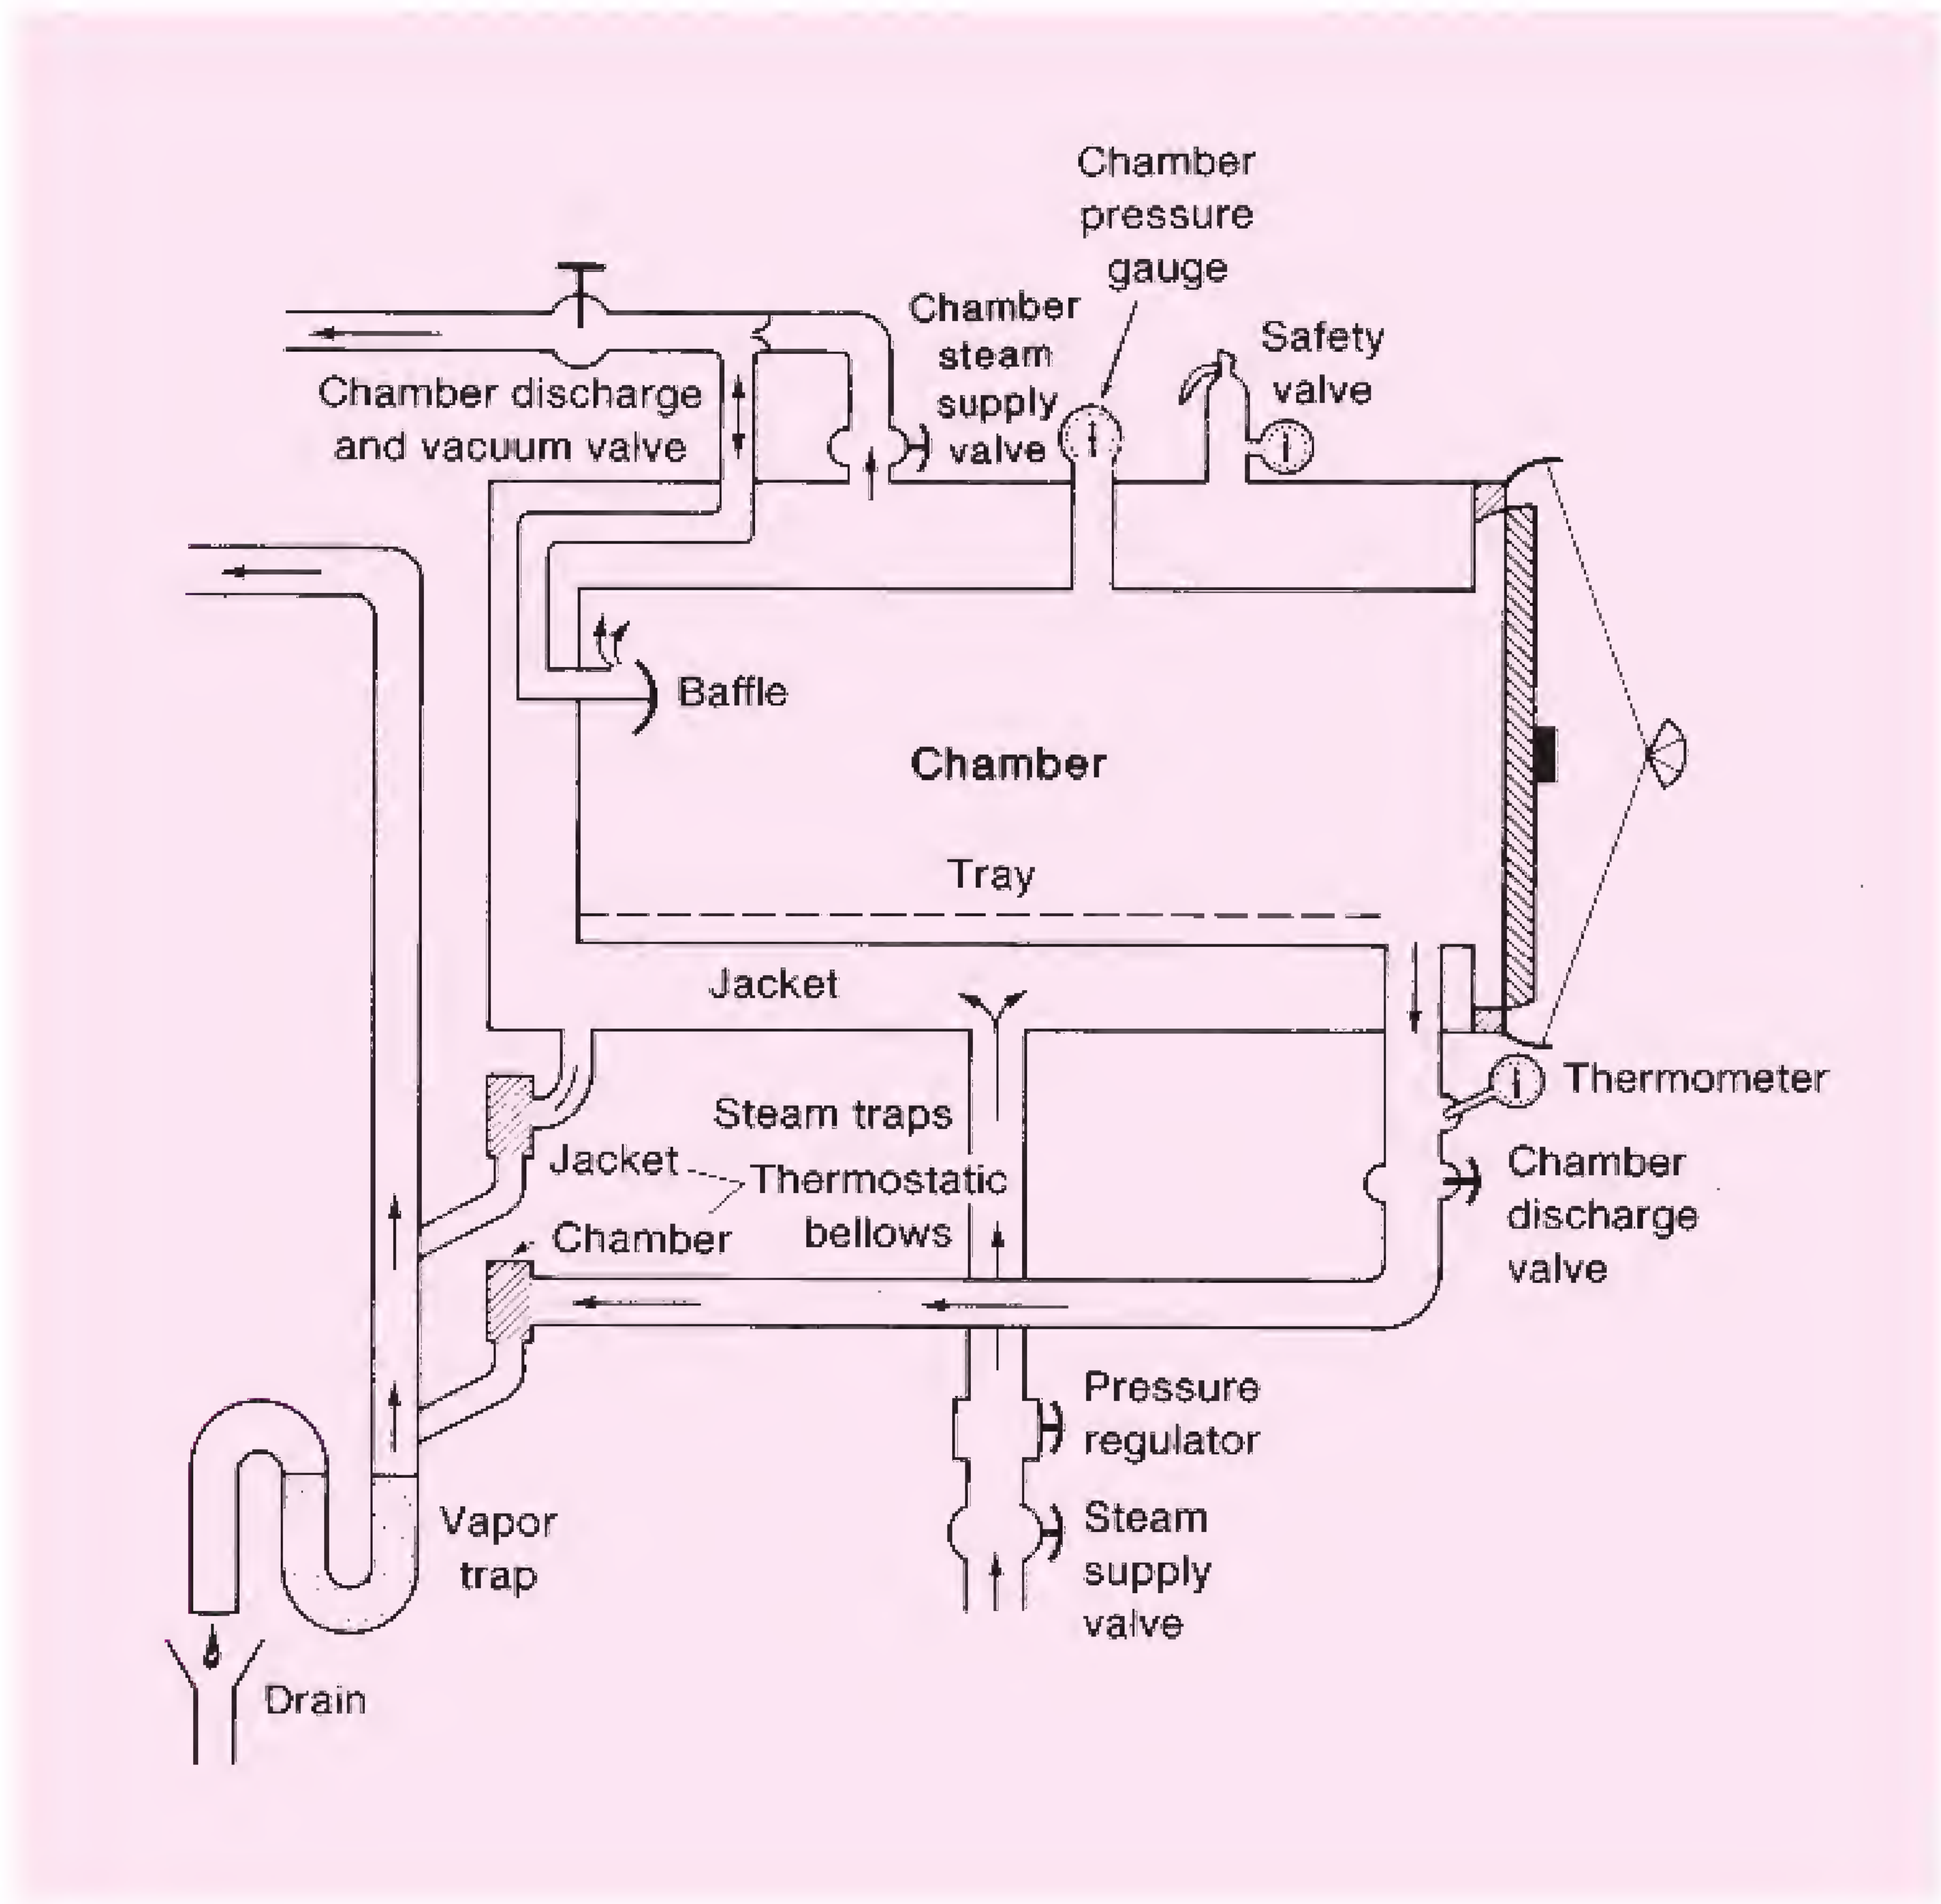 Chamber
pressure
gauge
Chamber
steam
supply
valve
Safety
valve
Chamber discharge
and vacuum valve
Baffle
Chamber
Tray
Jacket
Thermometer
Steam traps
Jacket
Thermostatic
bellows
Chamber
Chamber
discharge
valve
Pressure
regulator
Steam
supply
valve
Vapor
trap
Drain